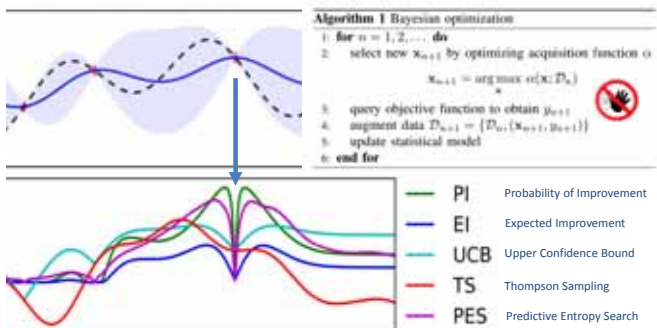 Algorithm 1 Bayesian optimization
1: for n = 1, 2, … do
2: select new x_{n+1} by optimizing acquisition function α
x_{n+1} = arg max_x α(x; D_n)
3: query objective function to obtain y_{n+1}
4: augment data D_{n+1} = {D_n, (x_{n+1}, y_{n+1})}
5: update statistical model
6: end for
PI Probability of Improvement
EI Expected Improvement
UCB Upper Confidence Bound
TS Thompson Sampling
PES Predictive Entropy Search